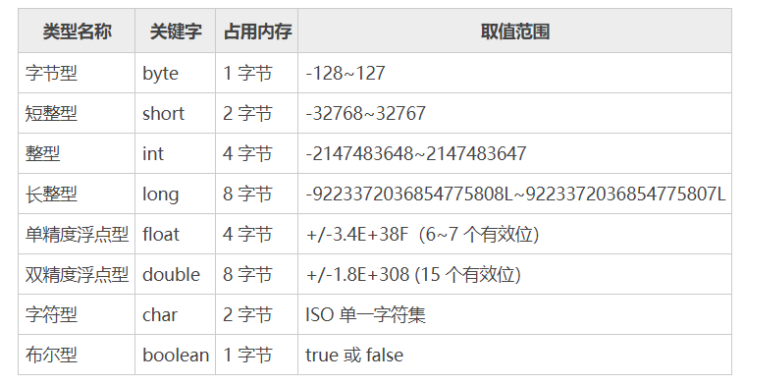 类型名称 关键字 占用内存 取值范围
字节型 byte 1 字节 -128~127
短整型 short 2 字节 -32768~32767
整型 int 4 字节 -2147483648~2147483647
长整型 long 8 字节 -9223372036854775808L~9223372036854775807L
单精度浮点型 float 4 字节 +/-3.4E+38F（6~7 个有效位）
双精度浮点型 double 8 字节 +/-1.8E+308 (15 个有效位）
字符型 char 2 字节 ISO 单一字符集
布尔型 boolean 1 字节 true 或 false